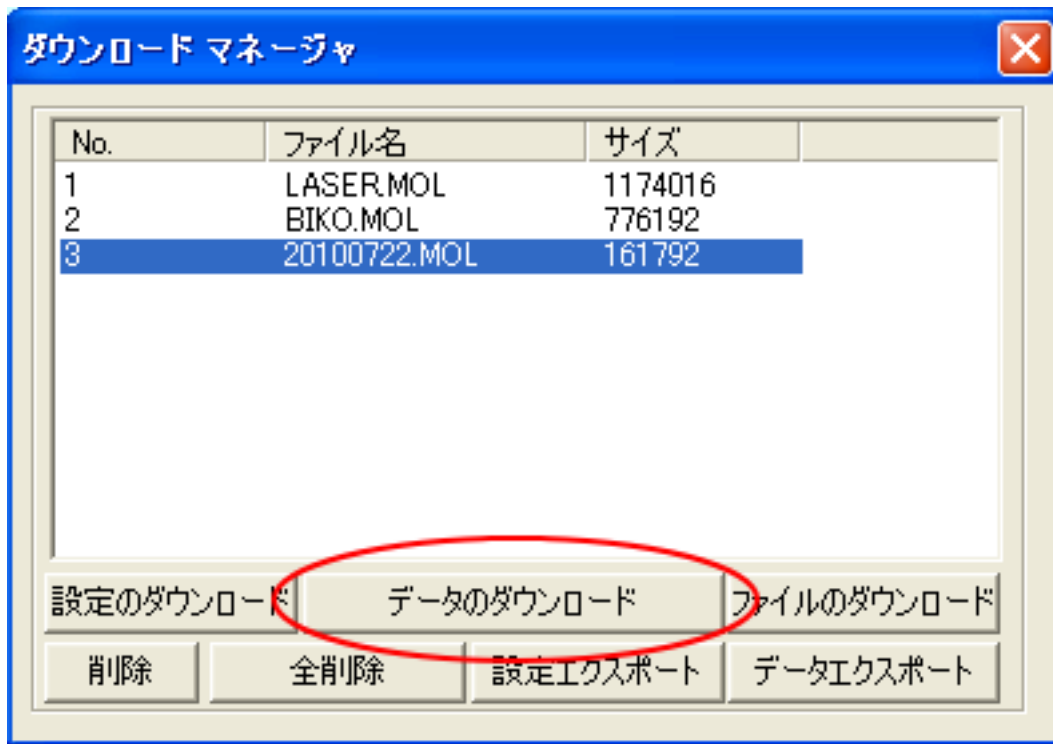 ダウンロード マネージャ
No. ファイル名 サイズ
1 LASER.MOL 1174016
2 BIKO.MOL 776192
3 20100722.MOL 161792
設定のダウンロード データのダウンロード ファイルのダウンロード
削除 全削除 設定エクスポート データエクスポート